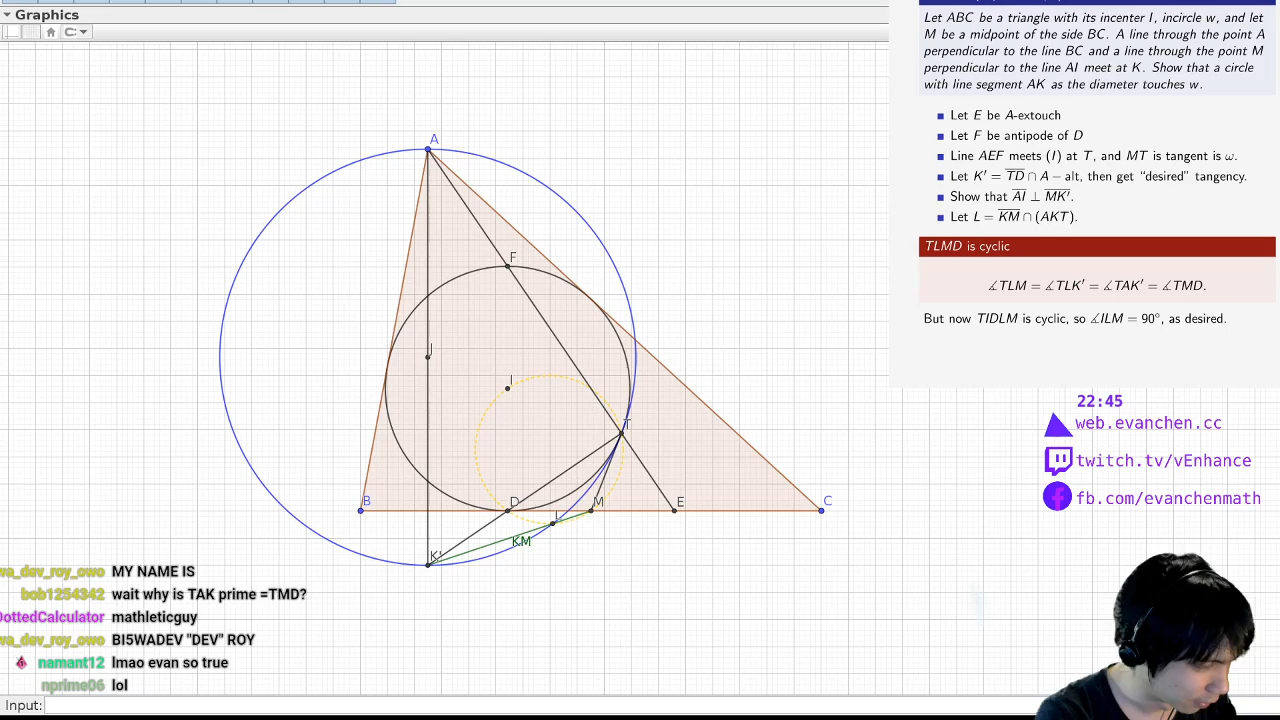 Graphics
Let ABC be a triangle with its incenter I, incircle w, and let
M be a midpoint of the side BC. A line through the point A
perpendicular to the line BC and a line through the point M
perpendicular to the line AI meet at K. Show that a circle
with line segment AK as the diameter touches w.
Let E be A-extouch
Let F be antipode of D
Line AEF meets (I) at T, and MT is tangent is ω.
Let K′ = TD ∩ A − alt, then get “desired” tangency.
Show that AI ⊥ MK′.
Let L = KM ∩ (AKT).
TLMD is cyclic
∡TLM = ∡TLK′ = ∡TAK′ = ∡TMD.
But now TIDLM is cyclic, so ∡ILM = 90°, as desired.
A
F
J
I
T
B
D
M
E
C
L
KM
K'
22:45
web.evanchen.cc
twitch.tv/vEnhance
fb.com/evanchenmath
wa_dev_roy_owo MY NAME IS
bob1254342 wait why is TAK prime =TMD?
DottedCalculator mathleticguy
wa_dev_roy_owo BI5WADEV "DEV" ROY
namant12 lmao evan so true
nprime06 lol
Input: